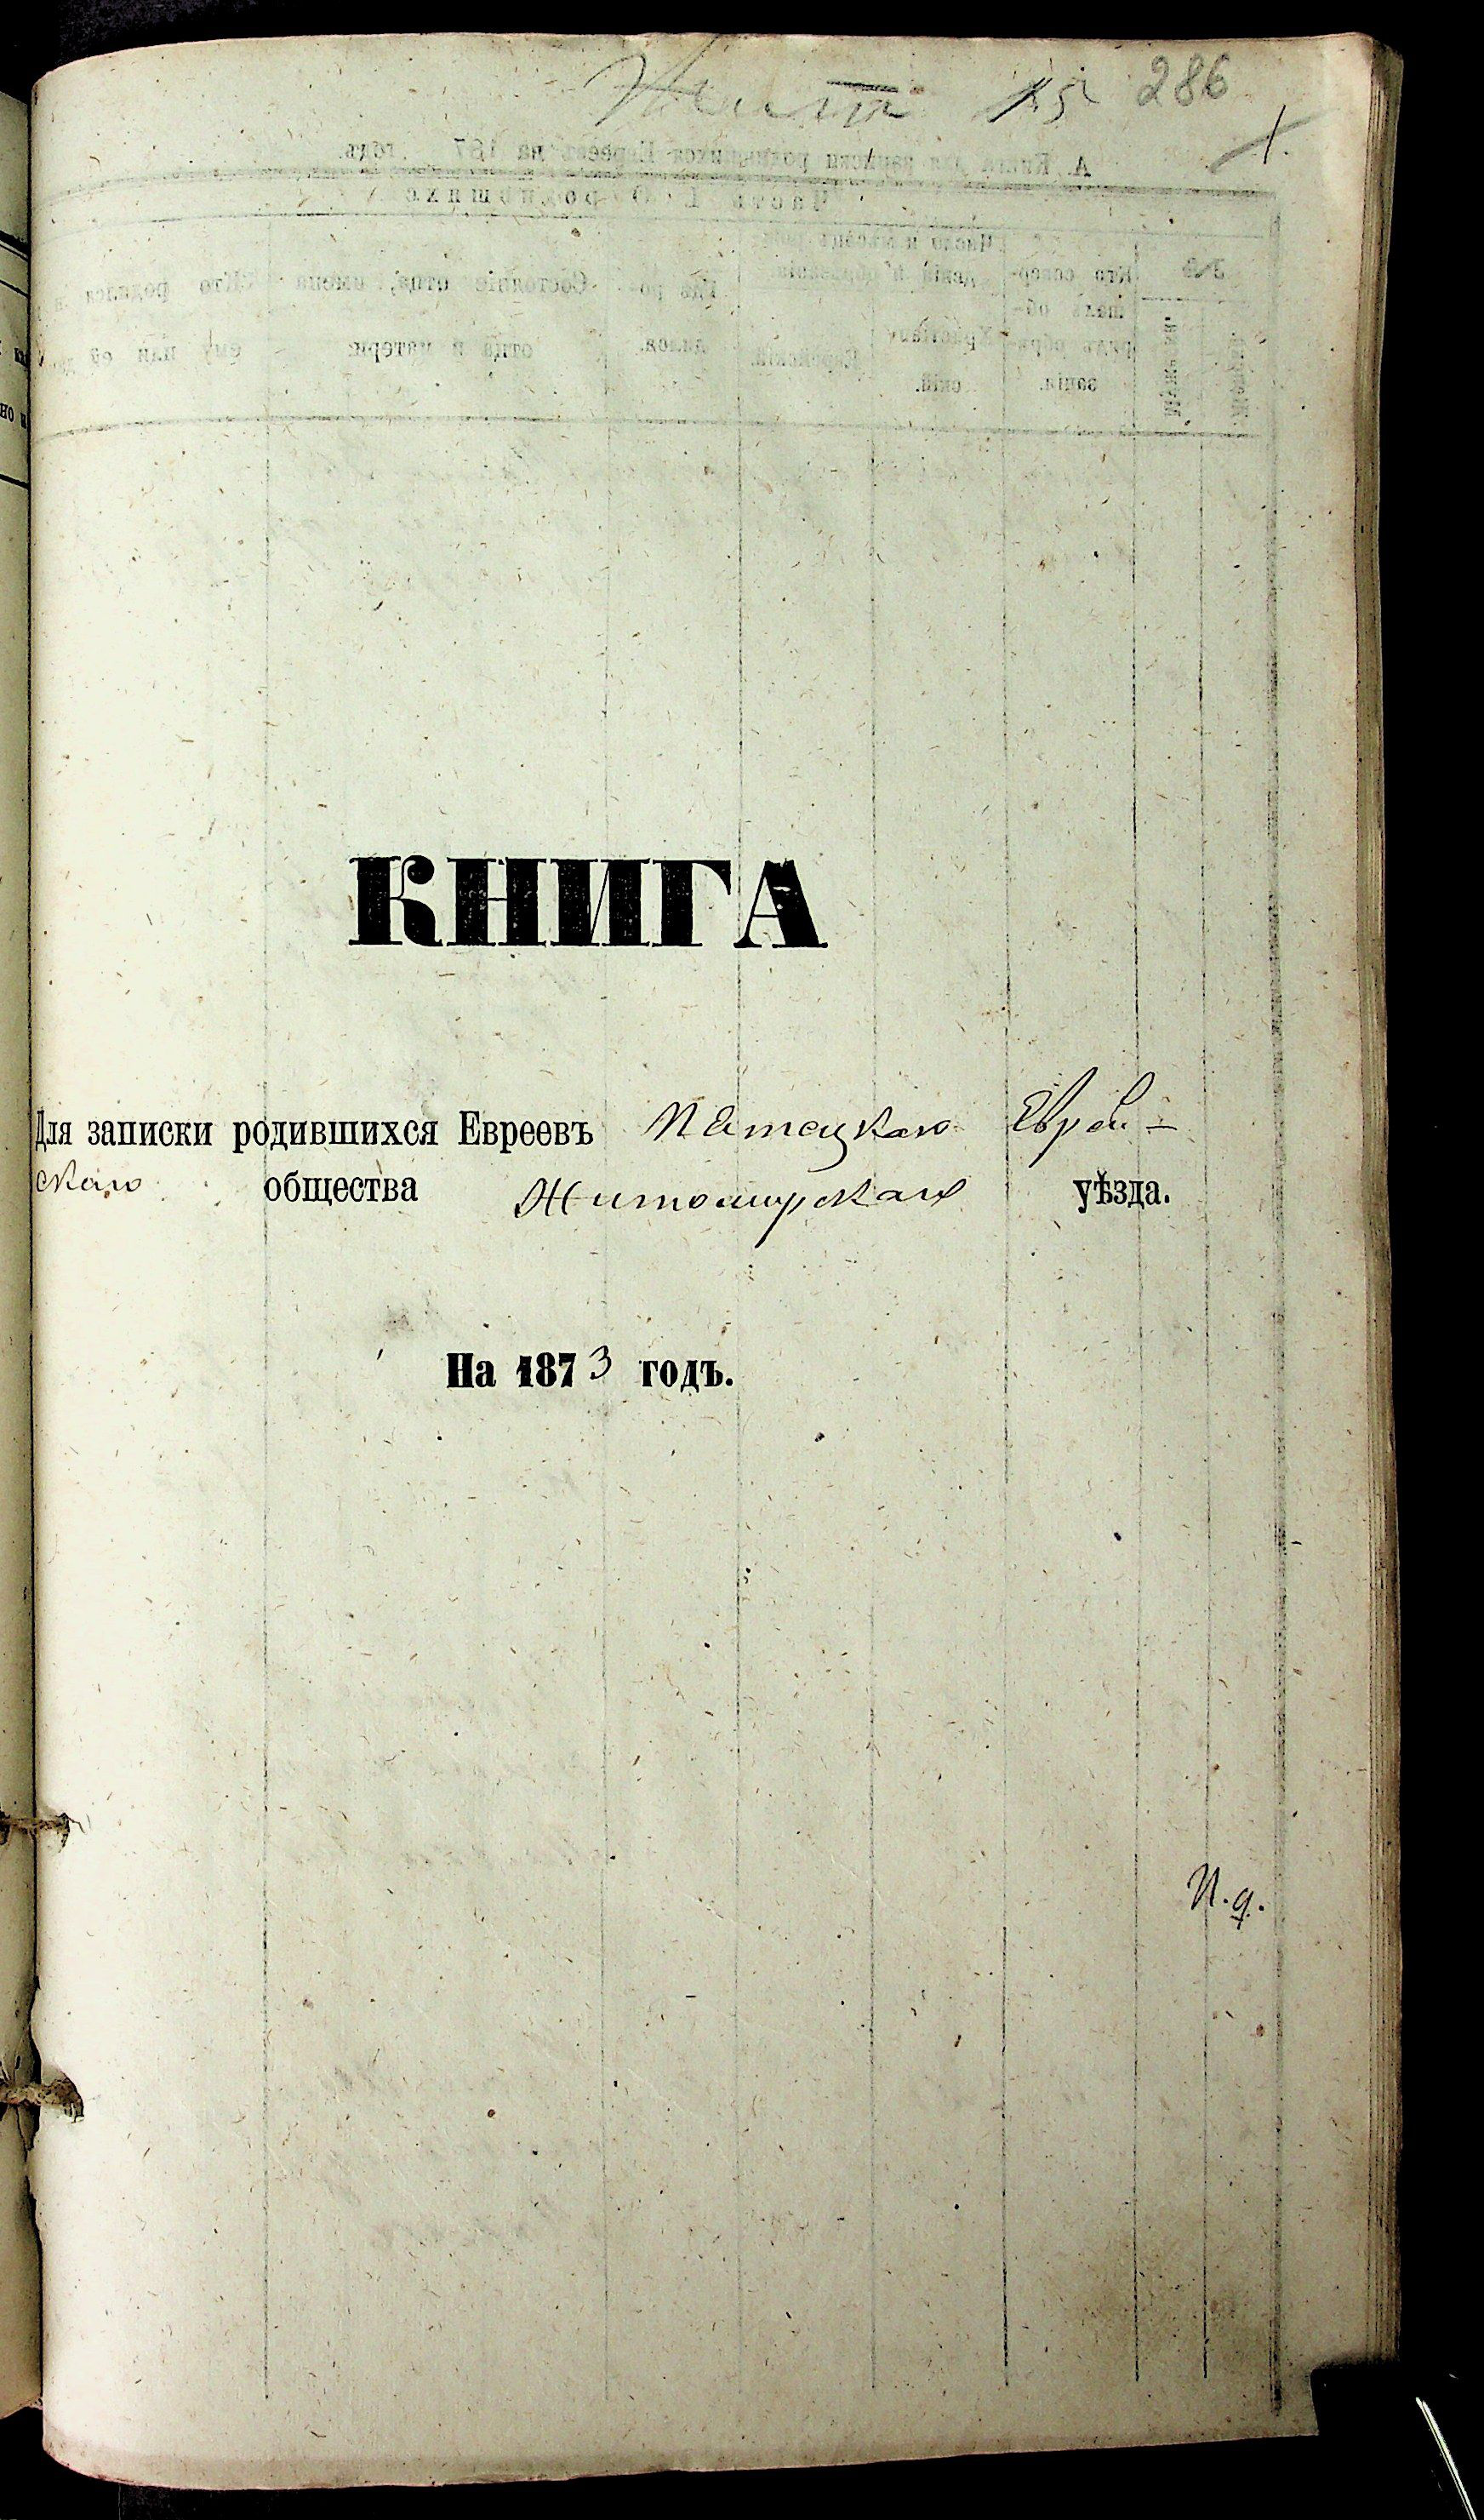 286
1.
КНИГА
Для записки родившихся Евреевъ Пятецкаго Еврей-
скаго общества Житомирскаго уѣзда.
На 1873 годъ.